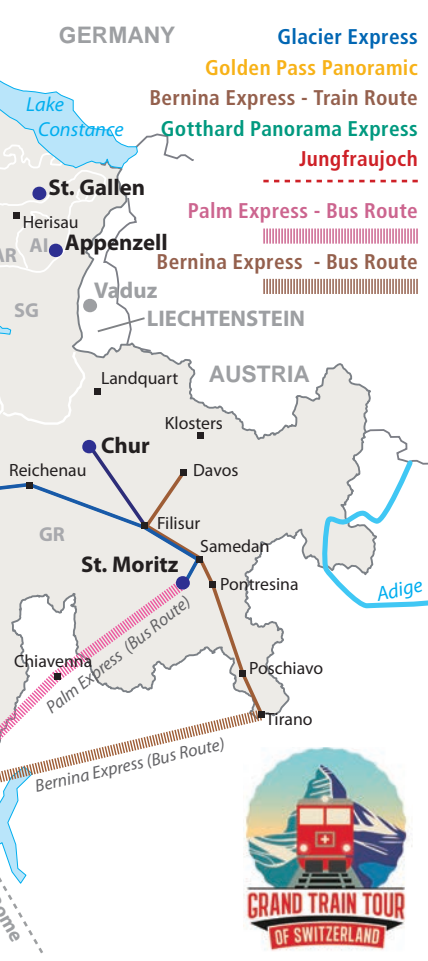 GERMANY
Glacier Express
Golden Pass Panoramic
Bernina Express - Train Route
Gotthard Panorama Express
Jungfraujoch
Palm Express - Bus Route
Bernina Express - Bus Route
Lake
Constance
St. Gallen
Herisau
AI
Appenzell
AR
Vaduz
SG
LIECHTENSTEIN
AUSTRIA
Landquart
Klosters
Chur
Reichenau
Davos
Filisur
GR
Samedan
St. Moritz
Pontresina
Adige
Palm Express (Bus Route)
Chiavenna
Poschiavo
Tirano
Bernina Express (Bus Route)
GRAND TRAIN TOUR
OF SWITZERLAND